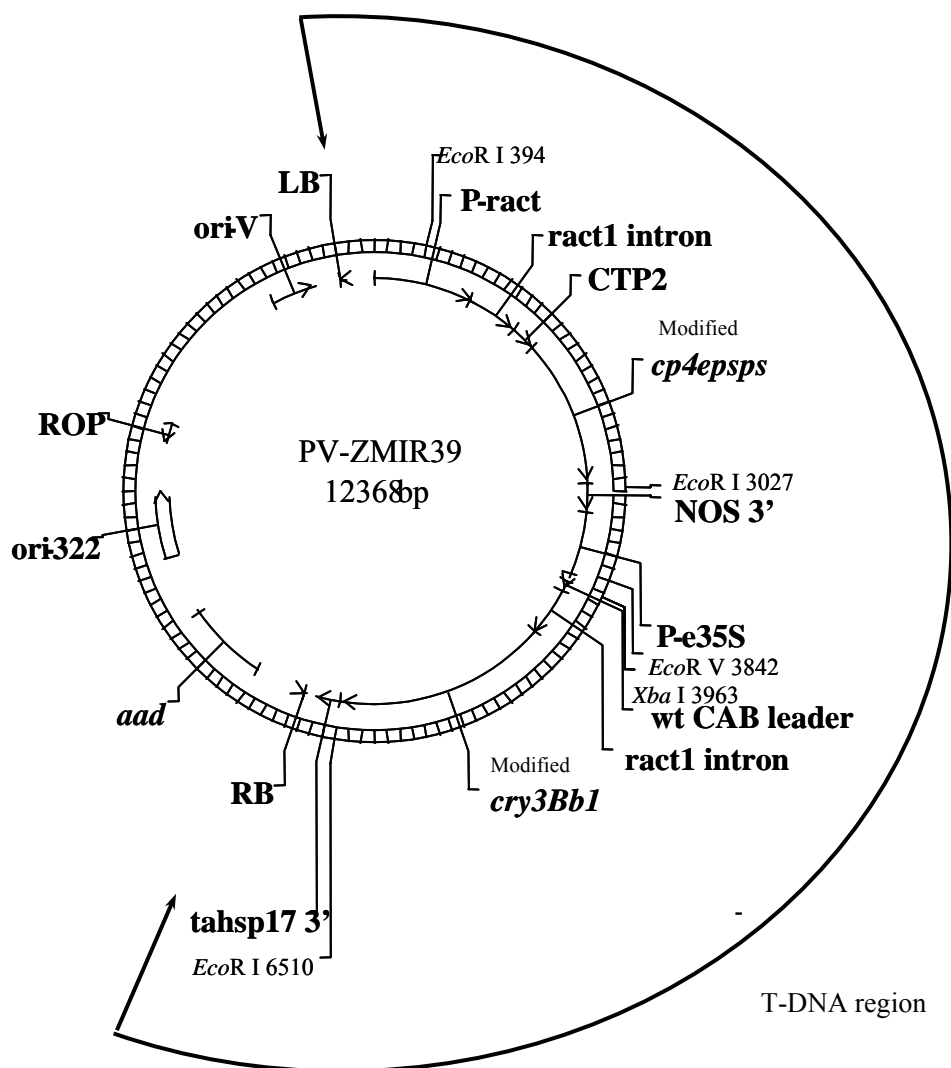 EcoR I 394
LB
P-ract
ori-V
ract1 intron
CTP2
Modified
cp4epsps
ROP
PV-ZMIR39
12368bp
EcoR I 3027
NOS 3’
ori-322
P-e35S
EcoR V 3842
Xba I 3963
aad
wt CAB leader
ract1 intron
Modified
RB
cry3Bb1
tahsp17 3’
EcoR I 6510
T-DNA region